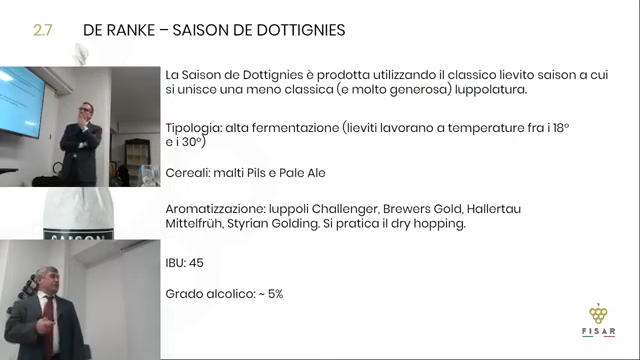 2.7 DE RANKE – SAISON DE DOTTIGNIES
La Saison de Dottignies è prodotta utilizzando il classico lievito saison a cui
si unisce una meno classica (e molto generosa) luppolatura.
Tipologia: alta fermentazione (lieviti lavorano a temperature fra i 18°
e i 30°)
Cereali: malti Pils e Pale Ale
Aromatizzazione: luppoli Challenger, Brewers Gold, Hallertau
Mittelfrüh, Styrian Golding. Si pratica il dry hopping.
SAISON
IBU: 45
Grado alcolico: ~ 5%
FISAR